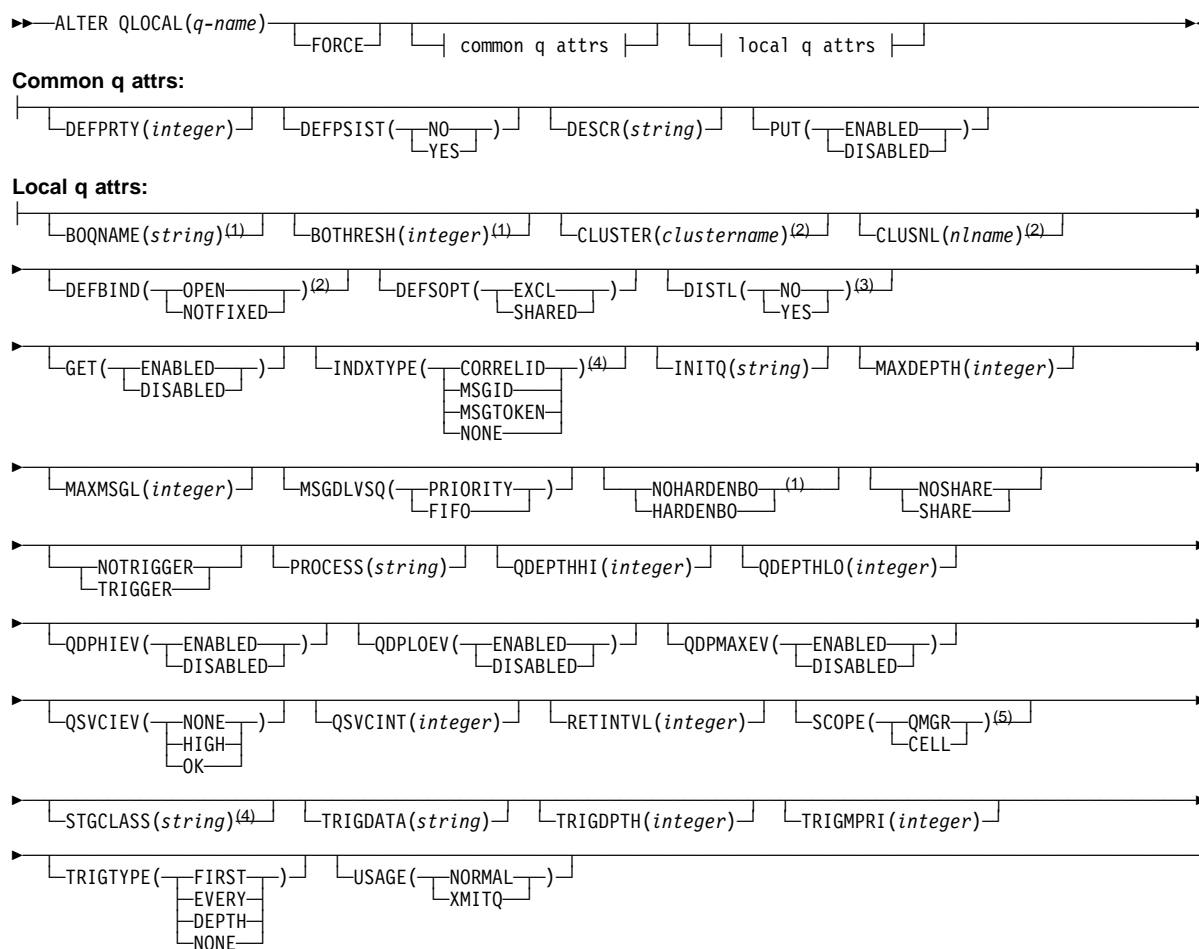 ALTER QLOCAL(q-name) FORCE common q attrs local q attrs
Common q attrs:
DEFPRTY(integer) DEFPSIST( NO ) DESCR(string) PUT( ENABLED )
YES DISABLED
Local q attrs:
BOQNAME(string)(1) BOTHRESH(integer)(1) CLUSTER(clustername)(2) CLUSNL(nlname)(2)
DEFBIND( OPEN )(2) DEFSOPT( EXCL ) DISTL( NO )(3)
NOTFIXED SHARED YES
GET( ENABLED ) INDXTYPE( CORRELID )(4) INITQ(string) MAXDEPTH(integer)
DISABLED MSGID
MSGTOKEN
NONE
MAXMSGL(integer) MSGDLVSQ( PRIORITY ) NOHARDENBO (1) NOSHARE
FIFO HARDENBO SHARE
NOTRIGGER PROCESS(string) QDEPTHHI(integer) QDEPTHLO(integer)
TRIGGER
QDPHIEV( ENABLED ) QDPLOEV( ENABLED ) QDPMAXEV( ENABLED )
DISABLED DISABLED DISABLED
QSVCIEV( NONE ) QSVCINT(integer) RETINTVL(integer) SCOPE( QMGR )(5)
HIGH CELL
OK
STGCLASS(string)(4) TRIGDATA(string) TRIGDPTH(integer) TRIGMPRI(integer)
TRIGTYPE( FIRST ) USAGE( NORMAL )
EVERY XMITQ
DEPTH
NONE